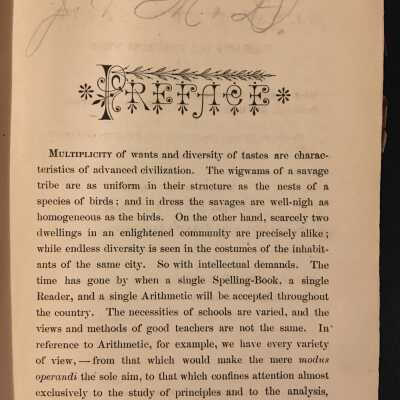 PREFACE
MULTIPLICITY of wants and diversity of tastes are charac-
teristics of advanced civilization. The wigwams of a savage
tribe are as uniform in their structure as the nests of a
species of birds; and in dress the savages are well-nigh as
homogeneous as the birds. On the other hand, scarcely two
dwellings in an enlightened community are precisely alike;
while endless diversity is seen in the costumes of the inhabit-
ants of the same city. So with intellectual demands. The
time has gone by when a single Spelling-Book, a single
Reader, and a single Arithmetic will be accepted throughout
the country. The necessities of schools are varied, and the
views and methods of good teachers are not the same. In
reference to Arithmetic, for example, we have every variety
of view, — from that which would make the mere modus
operandi the sole aim, to that which confines attention almost
exclusively to the study of principles and to the analysis,